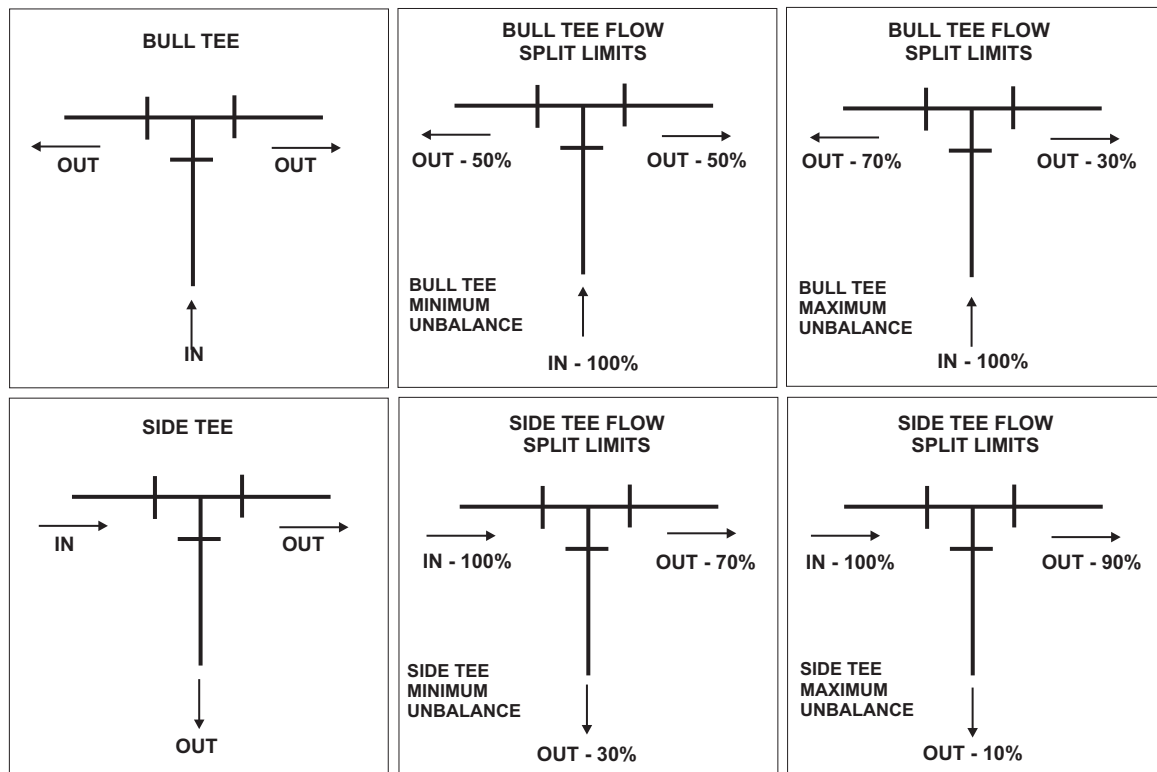 BULL TEE
OUT
OUT
IN
BULL TEE FLOW
SPLIT LIMITS
OUT - 50%
OUT - 50%
BULL TEE
MINIMUM
UNBALANCE
IN - 100%
BULL TEE FLOW
SPLIT LIMITS
OUT - 70%
OUT - 30%
BULL TEE
MAXIMUM
UNBALANCE
IN - 100%
SIDE TEE
IN
OUT
OUT
SIDE TEE FLOW
SPLIT LIMITS
IN - 100%
OUT - 70%
SIDE TEE
MINIMUM
UNBALANCE
OUT - 30%
SIDE TEE FLOW
SPLIT LIMITS
IN - 100%
OUT - 90%
SIDE TEE
MAXIMUM
UNBALANCE
OUT - 10%